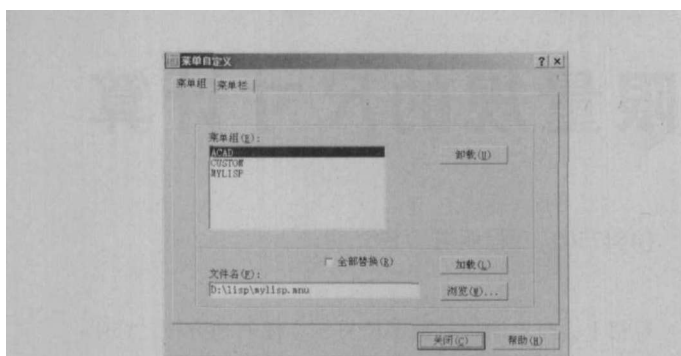 菜单自定义
菜单组 菜单栏
菜单组(E):
ACAD
CUSTOM
MYLISP
卸载(U)
全部替换(R)
加载(L)
文件名(F):
D:\lisp\mylisp.mnu
浏览(W)...
关闭(C) 帮助(H)